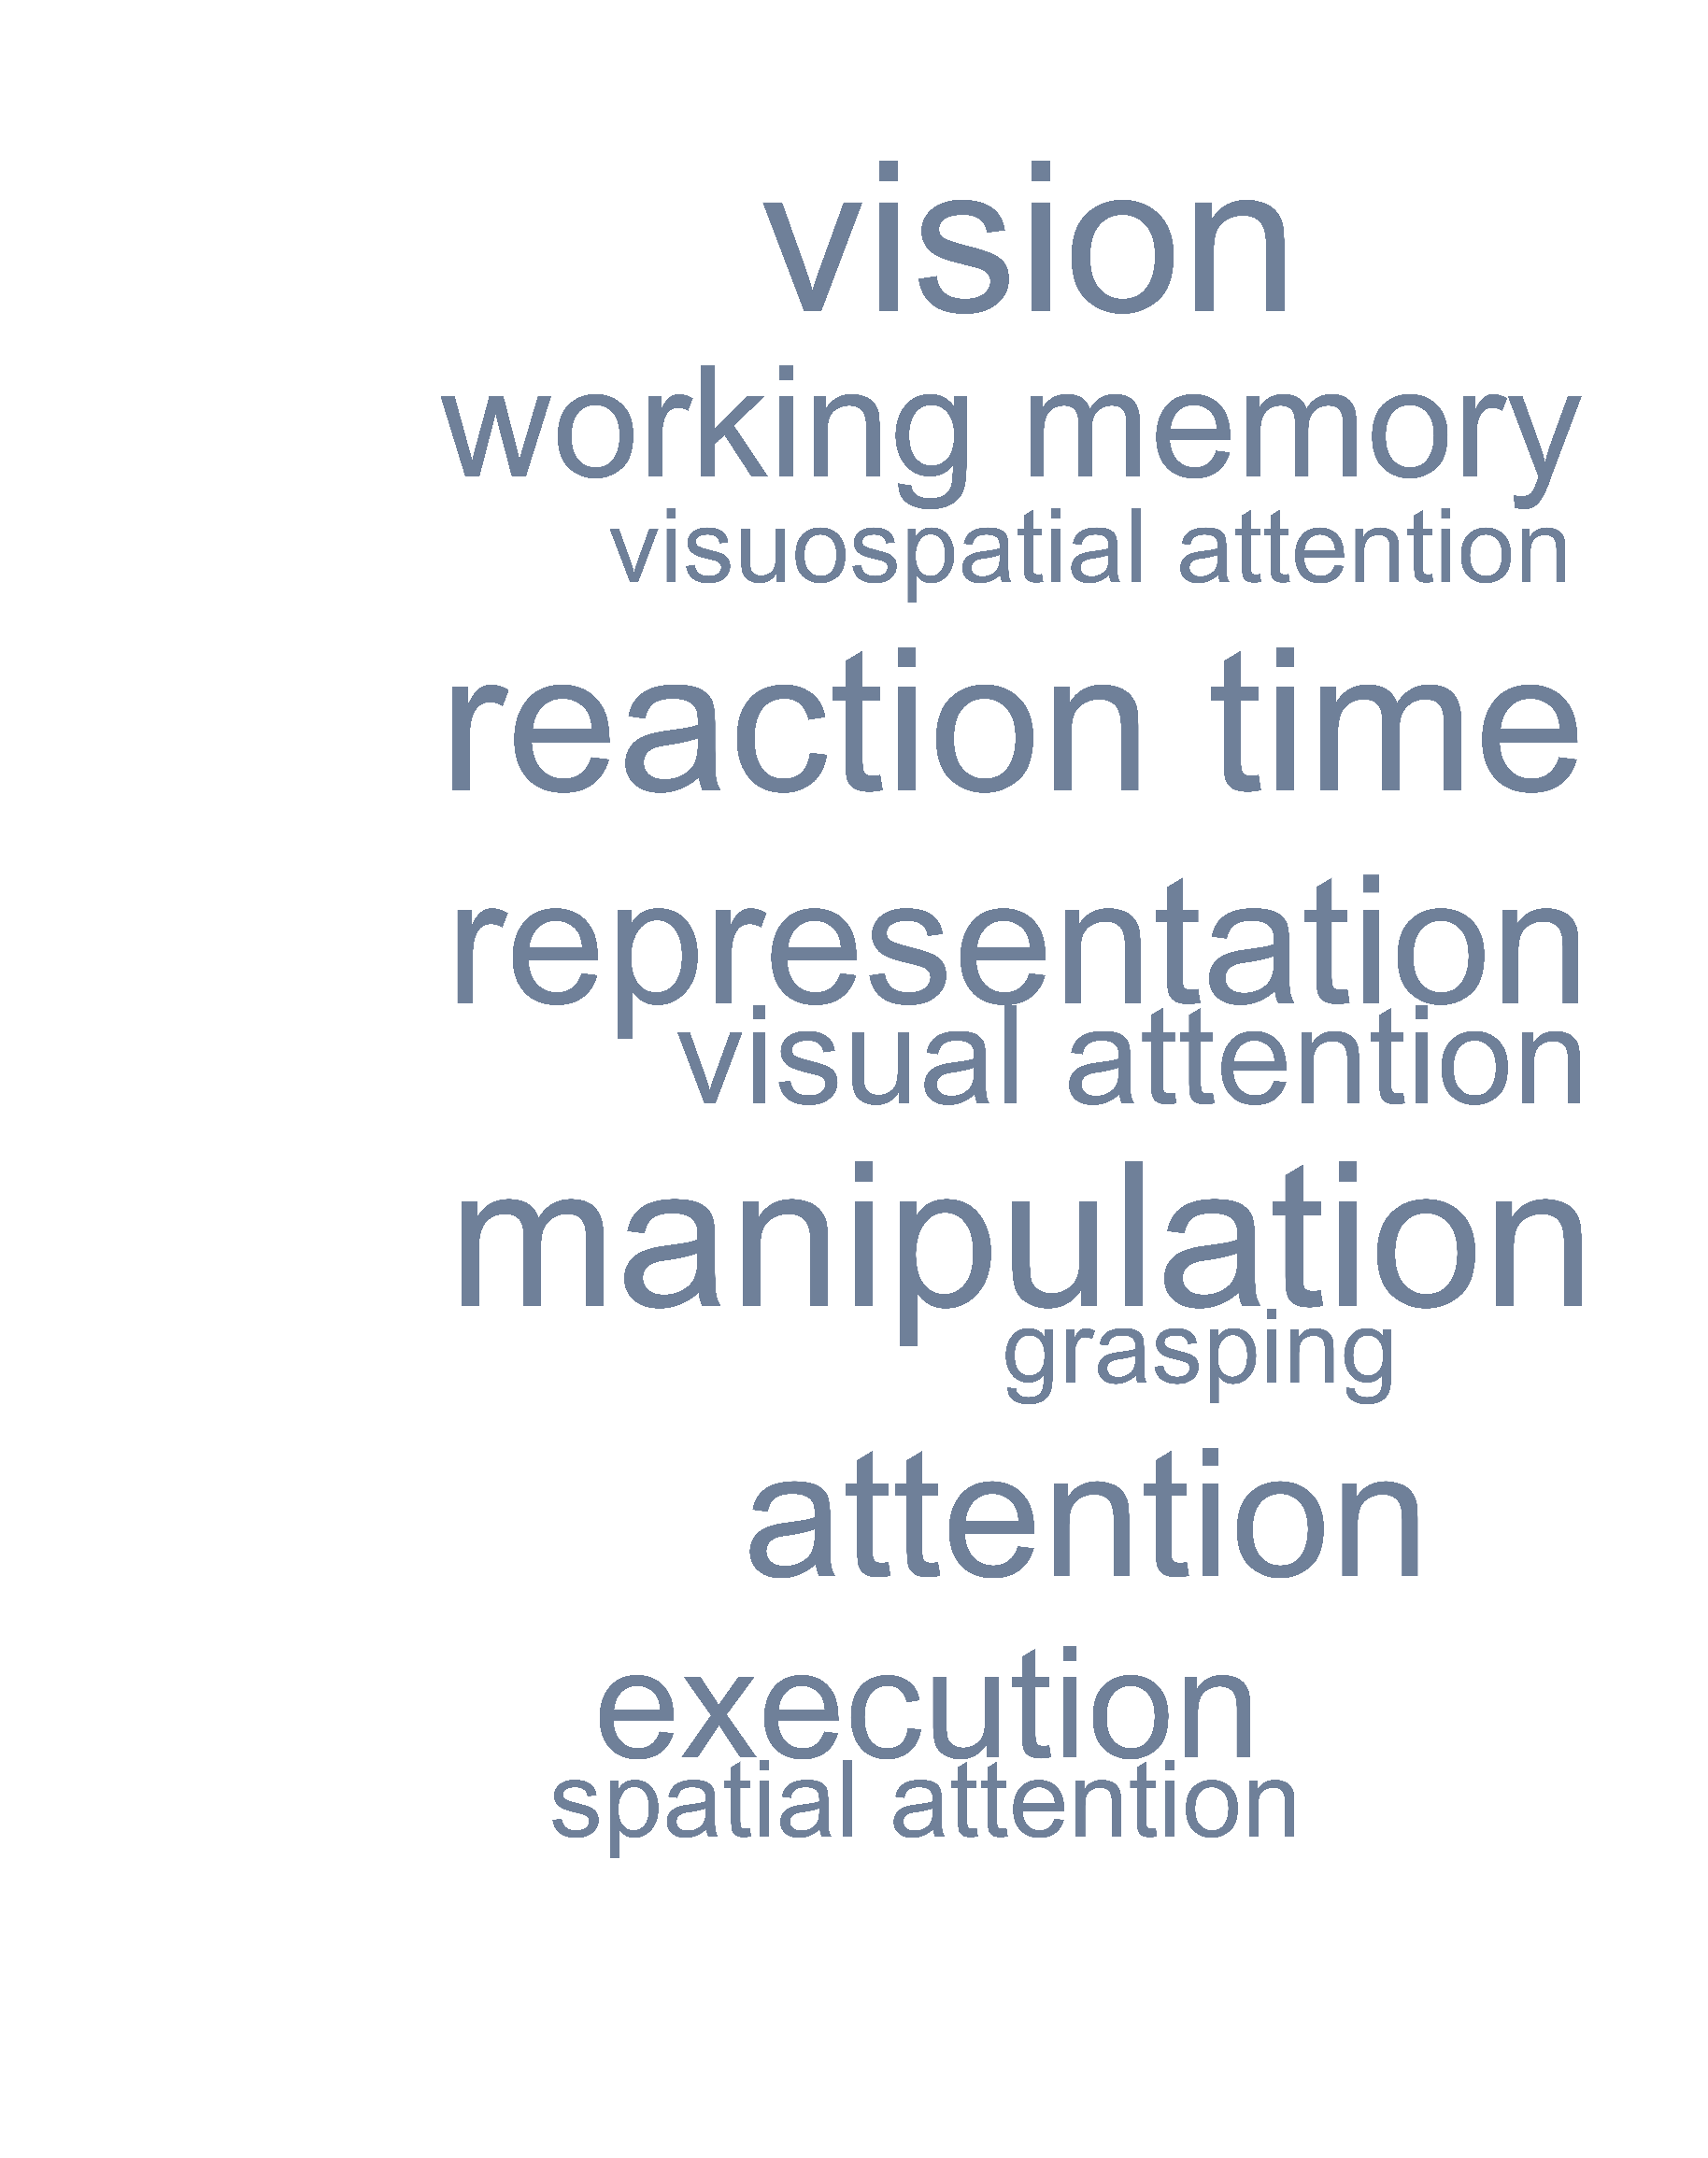 vision
working memory
visuospatial attention
reaction time
representation
visual attention
manipulation
grasping
attention
execution
spatial attention